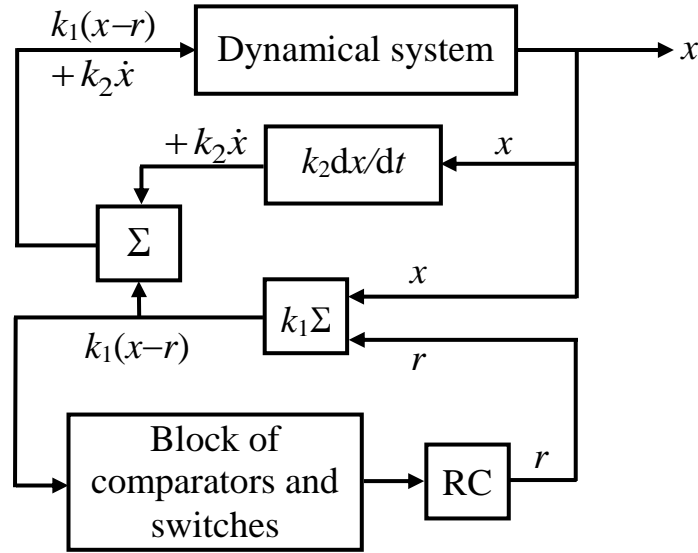 k₁(x−r)
+ k₂ẋ
Dynamical system
x
+ k₂ẋ
k₂dx/dt
x
Σ
x
k₁Σ
k₁(x−r)
r
Block of
comparators and
switches
RC
r